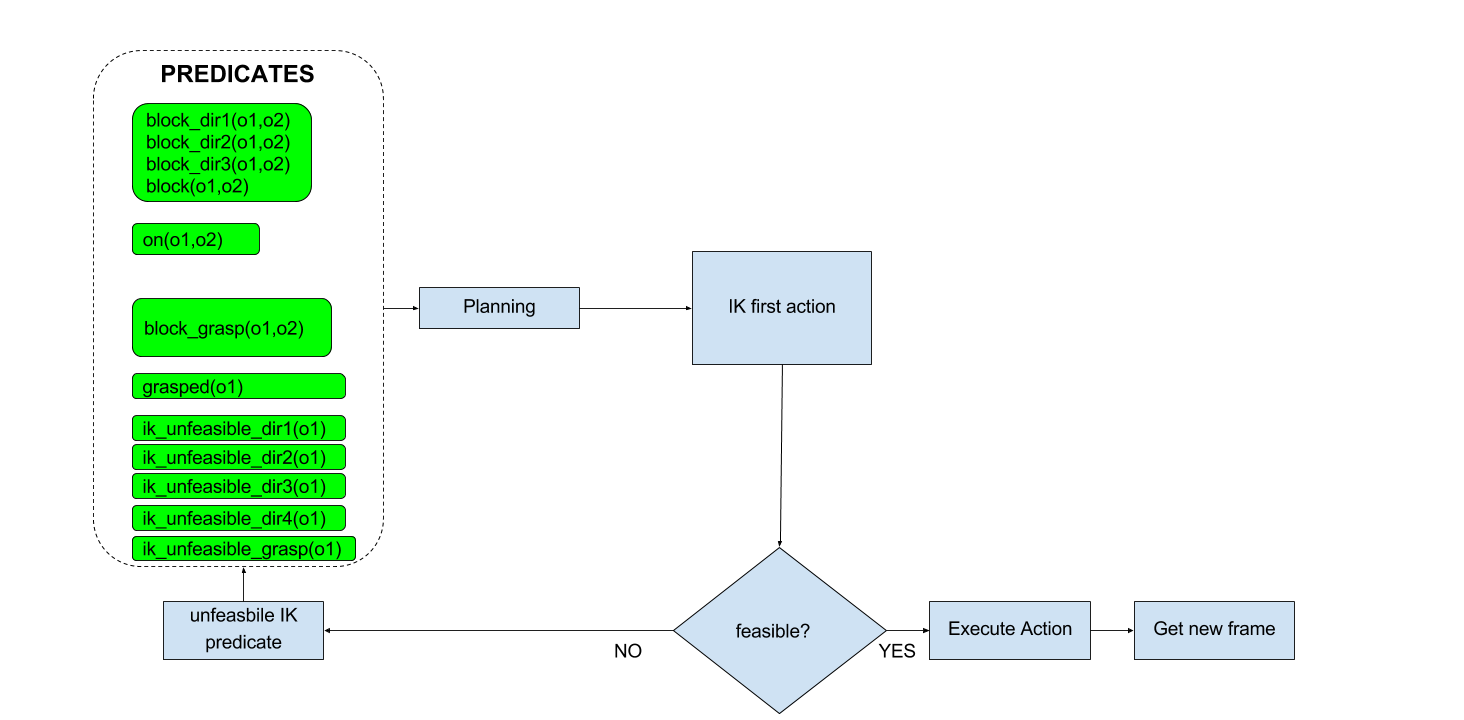 PREDICATES
block_dir1(o1,o2)
block_dir2(o1,o2)
block_dir3(o1,o2)
block(o1,o2)
on(o1,o2)
block_grasp(o1,o2)
grasped(o1)
ik_unfeasible_dir1(o1)
ik_unfeasible_dir2(o1)
ik_unfeasible_dir3(o1)
ik_unfeasible_dir4(o1)
ik_unfeasible_grasp(o1)
Planning
IK first action
feasible?
NO
YES
unfeasbile IK
predicate
Execute Action
Get new frame